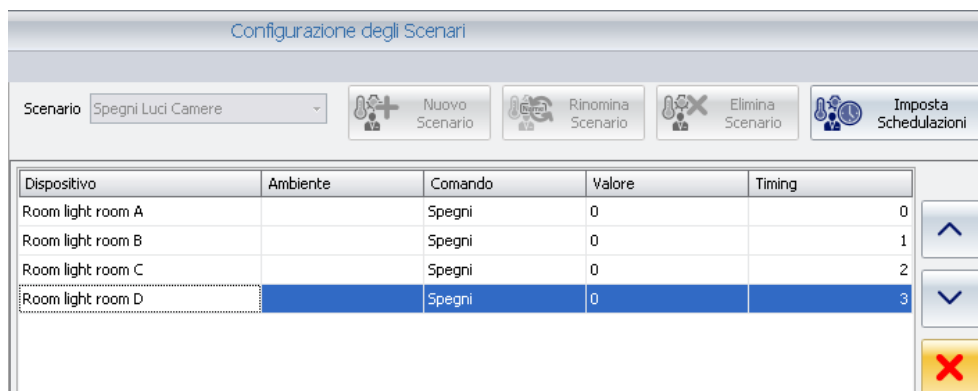 Configurazione degli Scenari
Scenario Spegni Luci Camere
Nuovo Scenario
Rinomina Scenario
Elimina Scenario
Imposta Schedulazioni
Dispositivo Ambiente Comando Valore Timing
Room light room A Spegni 0 0
Room light room B Spegni 0 1
Room light room C Spegni 0 2
Room light room D Spegni 0 3